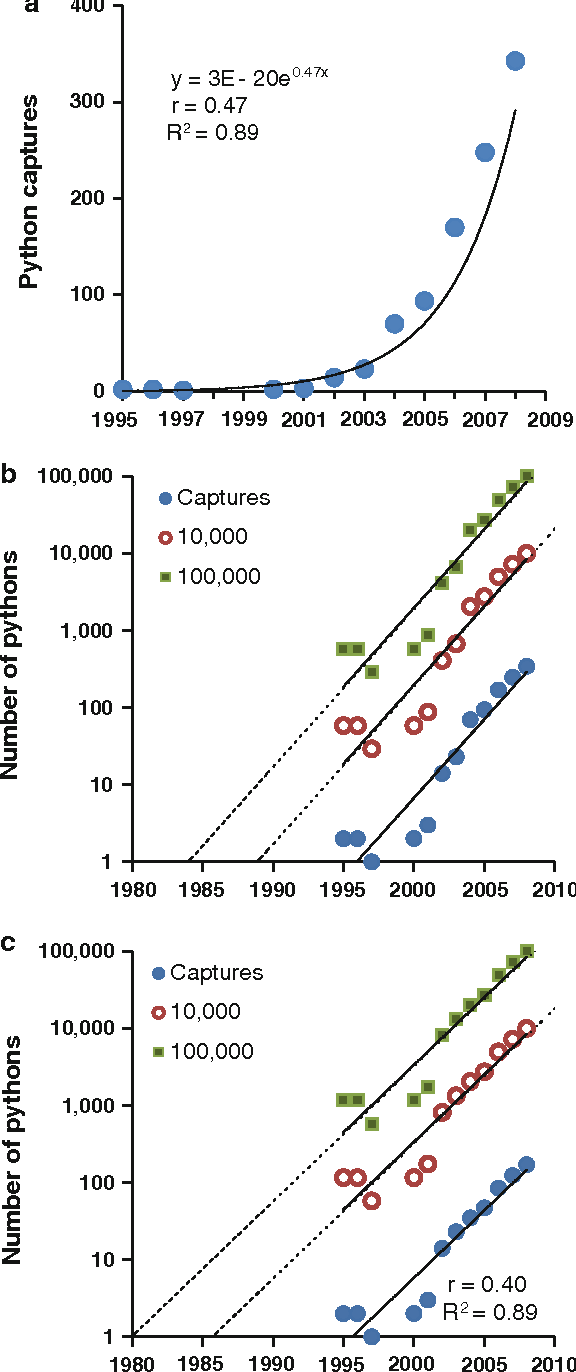 a
400
300
200
100
0
Python captures
y = 3E - 20e^0.47x
r = 0.47
R² = 0.89
1995 1997 1999 2001 2003 2005 2007 2009
b
100,000
10,000
1,000
100
10
1
Number of pythons
Captures
10,000
100,000
1980 1985 1990 1995 2000 2005 2010
c
100,000
10,000
1,000
100
10
1
Number of pythons
Captures
10,000
100,000
r = 0.40
R² = 0.89
1980 1985 1990 1995 2000 2005 2010